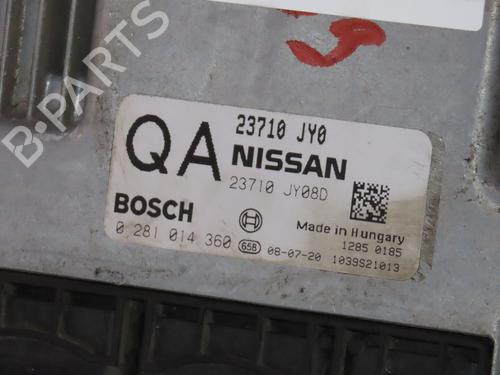 B-PARTS
23710 JY0
QA NISSAN
23710 JY08D
BOSCH
0 281 014 360 658 08-07-20
Made in Hungary
1285 0185
1039S21013